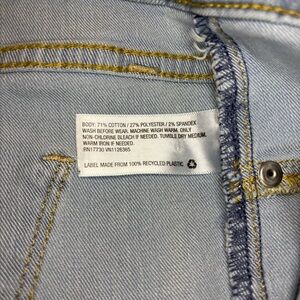 BODY: 71% COTTON / 27% POLYESTER / 2% SPANDEX
WASH BEFORE WEAR. MACHINE WASH WARM. ONLY
NON-CHLORINE BLEACH IF NEEDED. TUMBLE DRY MEDIUM.
WARM IRON IF NEEDED.
RN17730 VN1126365
LABEL MADE FROM 100% RECYCLED PLASTIC